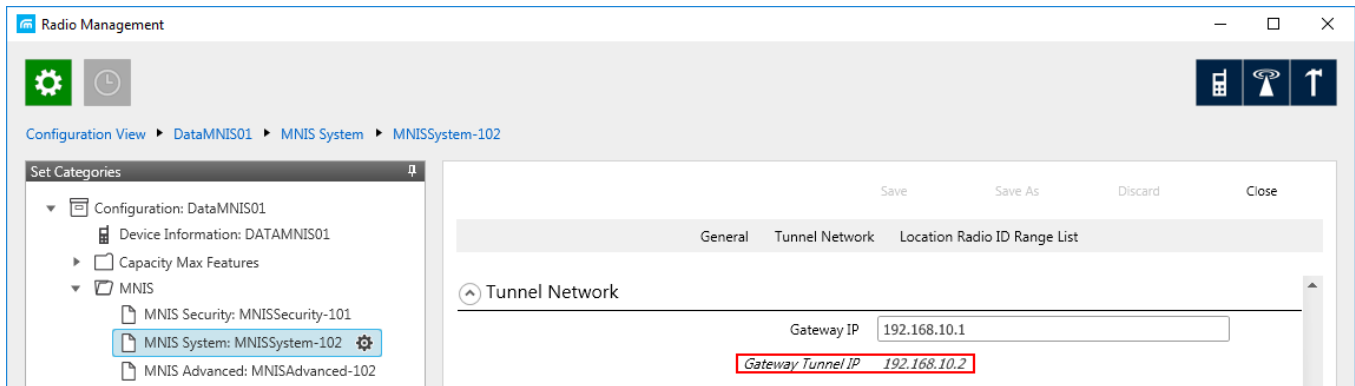 Radio Management
Configuration View DataMNIS01 MNIS System MNISSystem-102
Set Categories
Configuration: DataMNIS01
Device Information: DATAMNIS01
Capacity Max Features
MNIS
MNIS Security: MNISSecurity-101
MNIS System: MNISSystem-102
MNIS Advanced: MNISAdvanced-102
Save Save As Discard Close
General Tunnel Network Location Radio ID Range List
Tunnel Network
Gateway IP 192.168.10.1
Gateway Tunnel IP 192.168.10.2